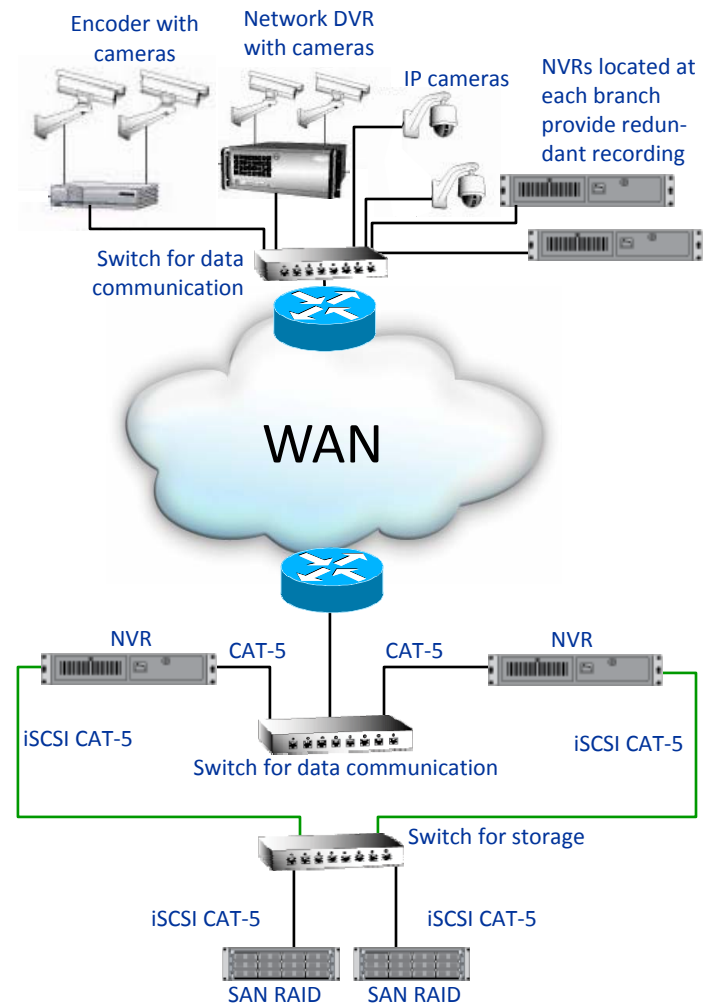 Encoder with
cameras
Network DVR
with cameras
IP cameras
NVRs located at
each branch
provide redun-
dant recording
Switch for data
communication
WAN
NVR
CAT-5
CAT-5
NVR
iSCSI CAT-5
iSCSI CAT-5
Switch for data communication
Switch for storage
iSCSI CAT-5
iSCSI CAT-5
SAN RAID
SAN RAID